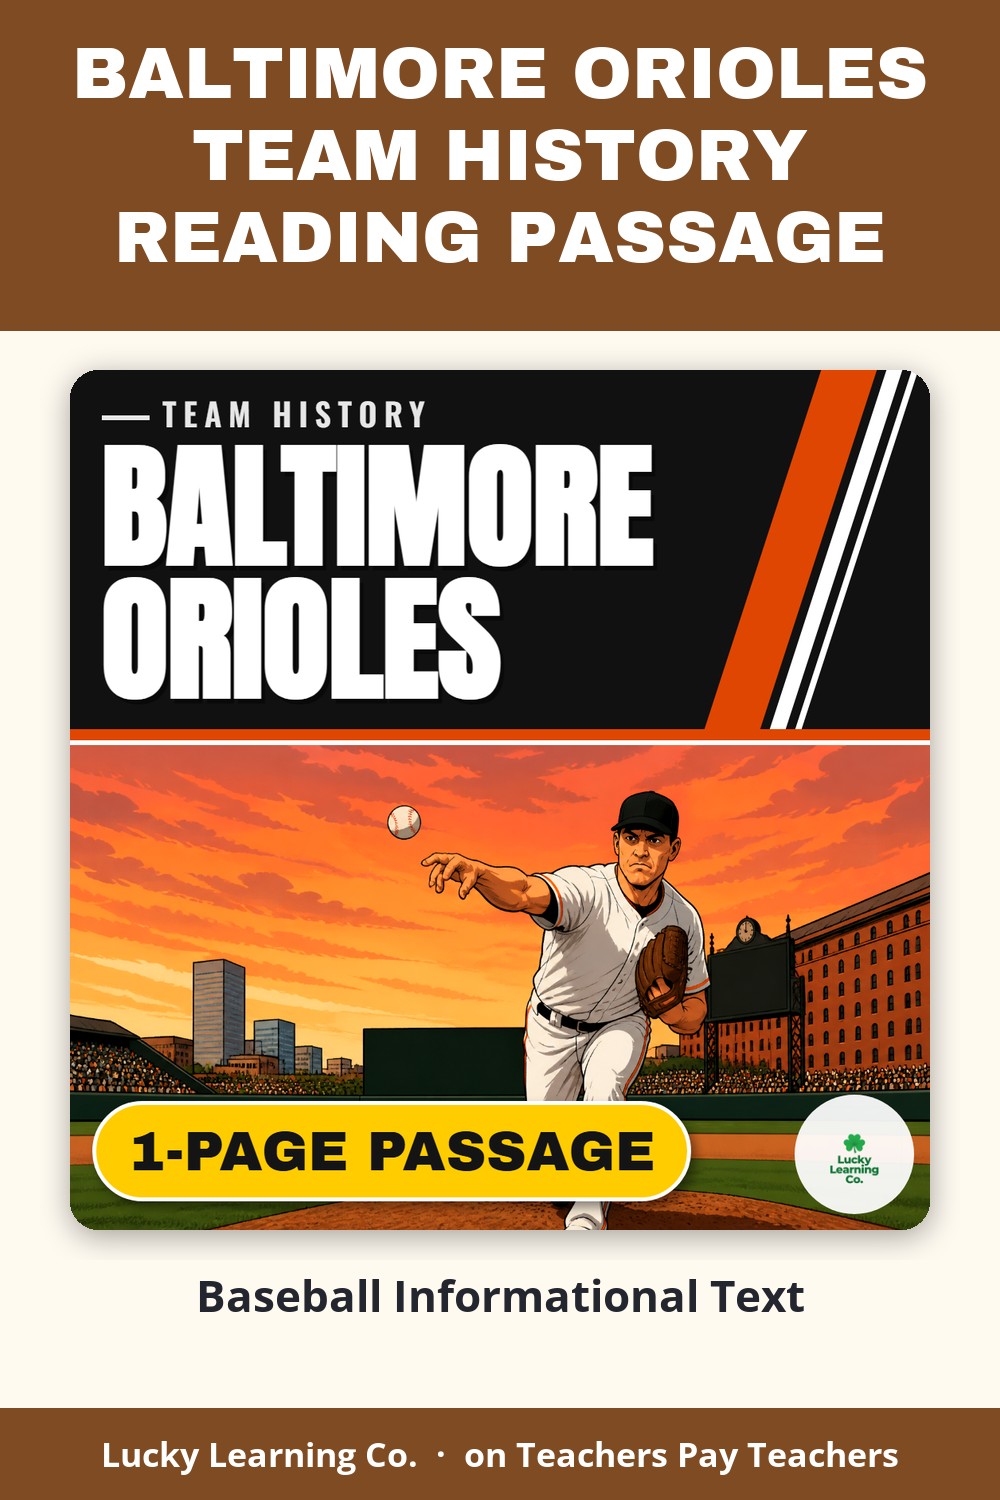 BALTIMORE ORIOLES
TEAM HISTORY
READING PASSAGE
TEAM HISTORY
BALTIMORE
ORIOLES
1-PAGE PASSAGE
Lucky
Learning
Co.
Baseball Informational Text
Lucky Learning Co. · on Teachers Pay Teachers